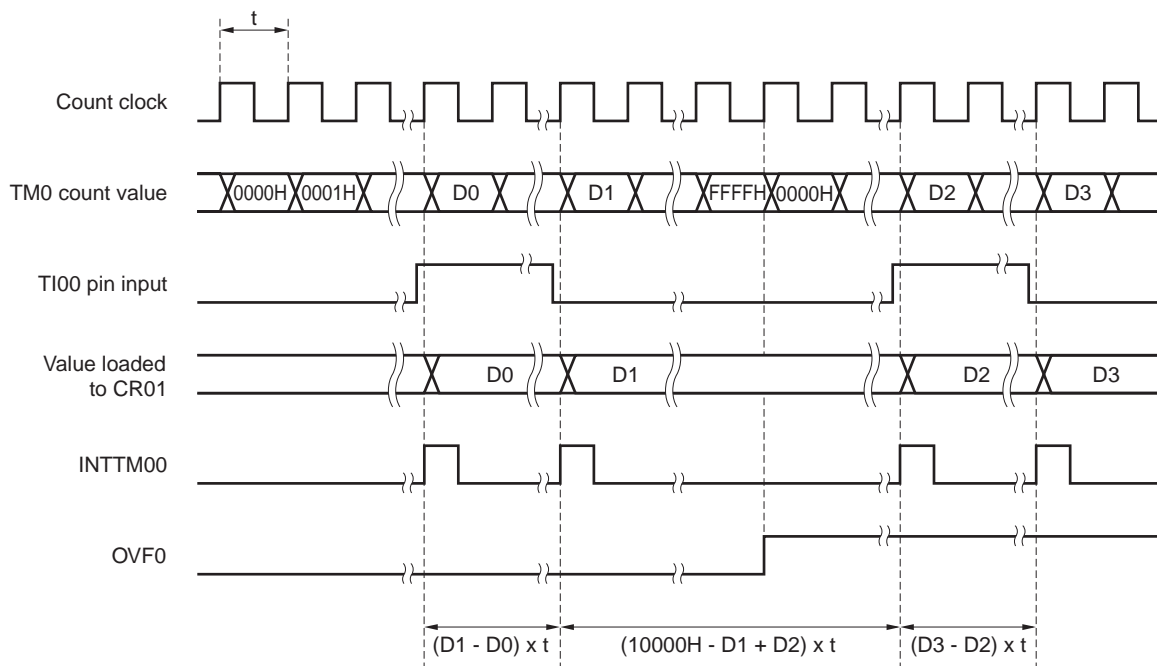 t
Count clock
TM0 count value
0000H 0001H D0 D1 FFFFH 0000H D2 D3
TI00 pin input
Value loaded
to CR01
D0 D1 D2 D3
INTTM00
OVF0
(D1 - D0) x t (10000H - D1 + D2) x t (D3 - D2) x t